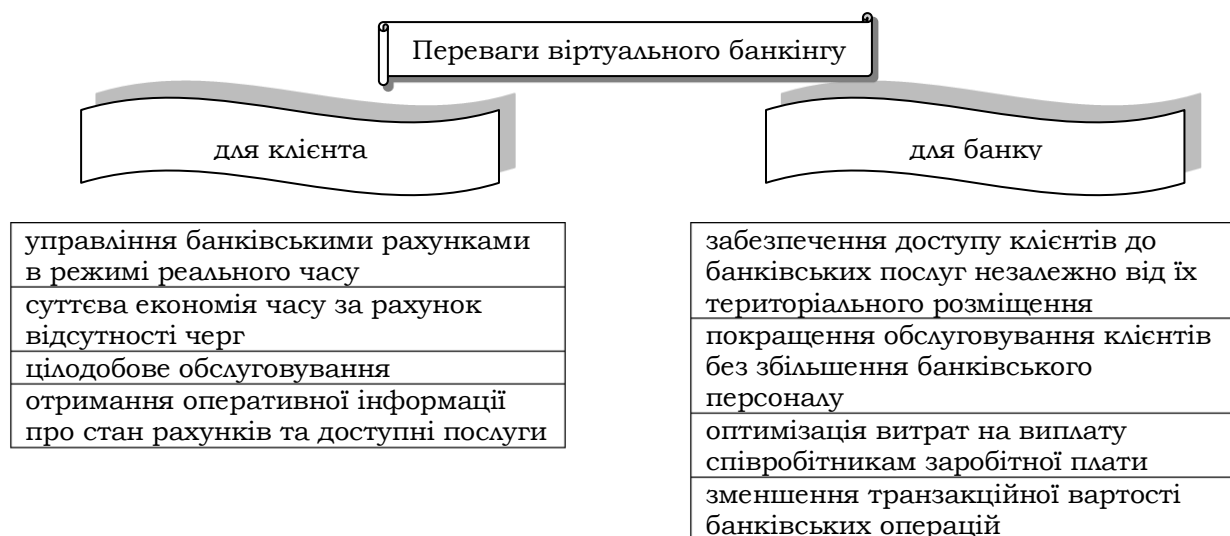 Переваги віртуального банкінгу
для клієнта
управління банківськими рахунками
в режимі реального часу
суттєва економія часу за рахунок
відсутності черг
цілодобове обслуговування
отримання оперативної інформації
про стан рахунків та доступні послуги
для банку
забезпечення доступу клієнтів до
банківських послуг незалежно від їх
територіального розміщення
покращення обслуговування клієнтів
без збільшення банківського
персоналу
оптимізація витрат на виплату
співробітникам заробітної плати
зменшення транзакційної вартості
банківських операцій